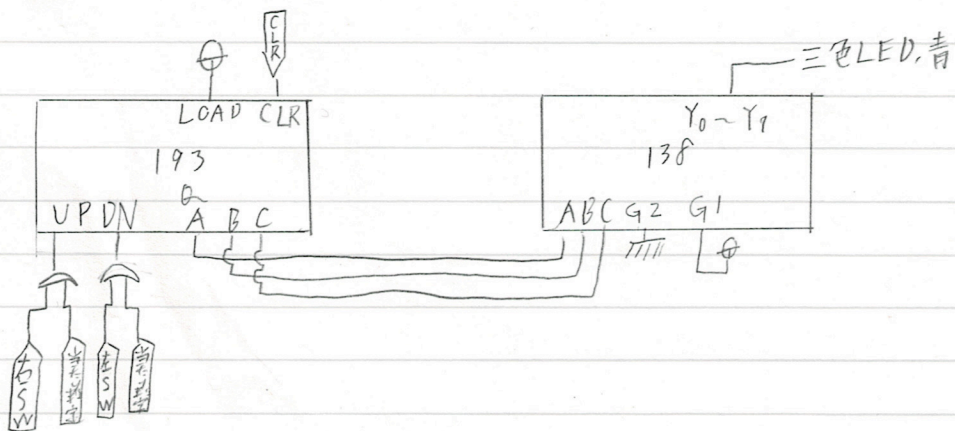 CLR
三色LED,青
LOAD CLR
193
Q
UP DN A B C
Y0~Y7
138
A B C G2 G1
右SW
左SW